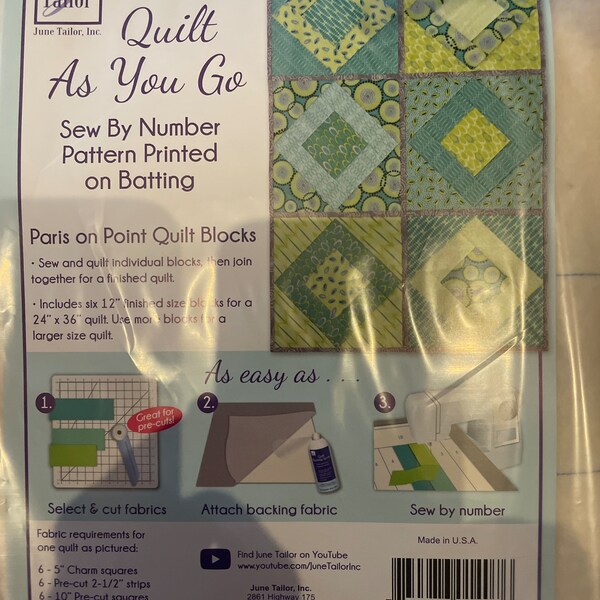 Tailor
June Tailor, Inc.
Quilt
As You Go
Sew By Number
Pattern Printed
on Batting
Paris on Point Quilt Blocks
• Sew and quilt individual blocks, then join
together for a finished quilt.
• Includes six 12" finished size blocks for a
24" x 36" quilt. Use more blocks for a
larger size quilt.
As easy as . . .
1.
Great for
pre-cuts!
2.
3.
Select & cut fabrics
Attach backing fabric
Sew by number
Fabric requirements for
one quilt as pictured:
6 - 5" Charm squares
6 - Pre-cut 2-1/2" strips
6 - 10" Pre-cut squares
Find June Tailor on YouTube
www.youtube.com/JuneTailorInc
June Tailor, Inc.
2861 Highway 175
Made in U.S.A.